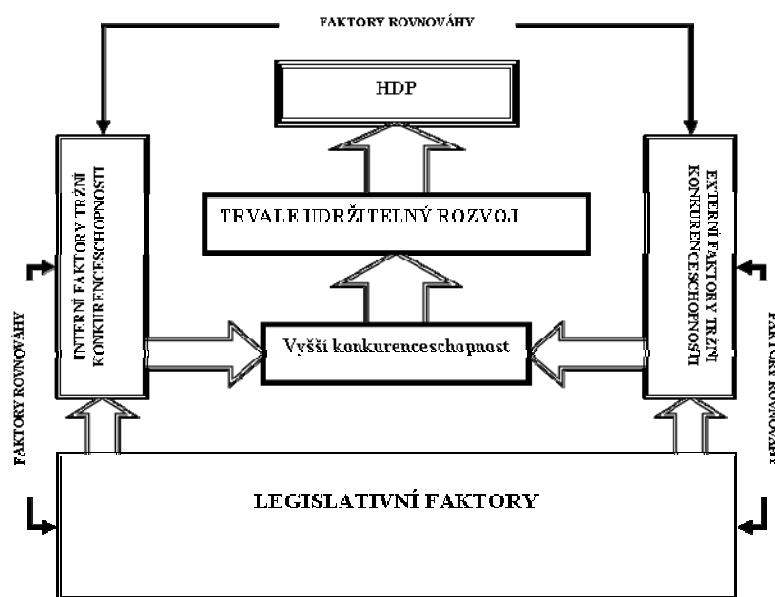 FAKTORY ROVNOVÁHY
HDP
INTERNÍ FAKTORY TRŽNÍ
KONKURENCESCHOPNOSTI
EXTERNÍ FAKTORY TRŽNÍ
KONKURENCESCHOPNOSTI
TRVALE UDRŽITELNÝ ROZVOJ
Vyšší konkurenceschopnost
FAKTORY ROVNOVÁHY
FAKTORY ROVNOVÁHY
LEGISLATIVNÍ FAKTORY